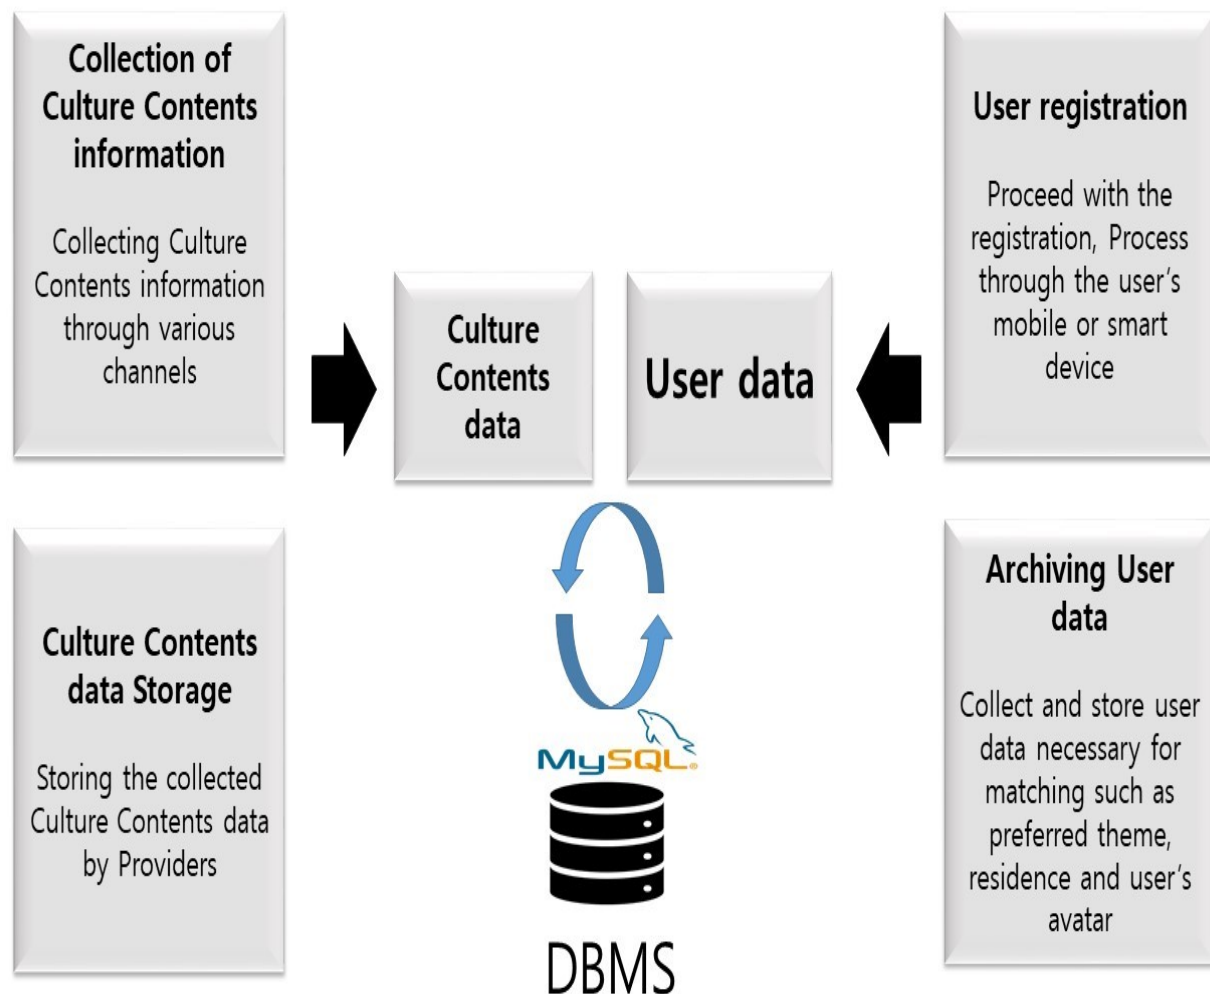 Collection of
Culture Contents
information
Collecting Culture
Contents information
through various
channels
Culture Contents
data Storage
Storing the collected
Culture Contents data
by Providers
Culture
Contents
data
User data
MySQL®
DBMS
User registration
Proceed with the
registration, Process
through the user's
mobile or smart
device
Archiving User
data
Collect and store user
data necessary for
matching such as
preferred theme,
residence and user's
avatar